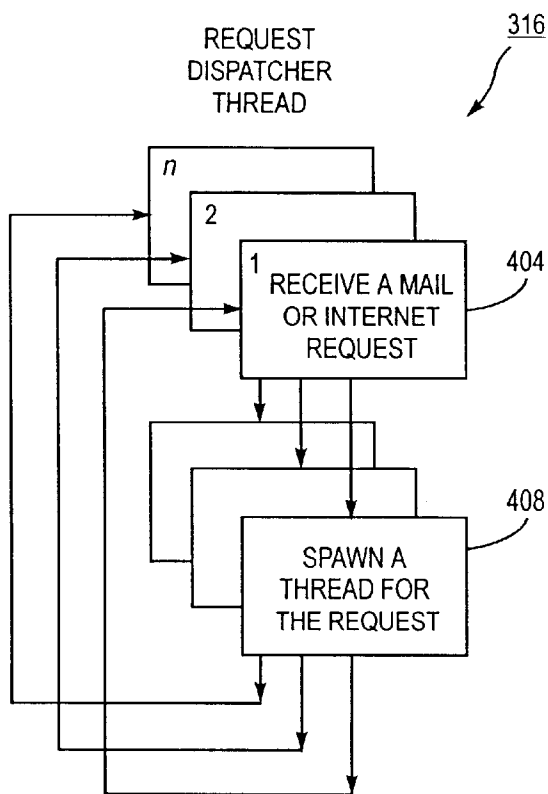 REQUEST
DISPATCHER
THREAD
316
n
2
1
RECEIVE A MAIL
OR INTERNET
REQUEST
404
SPAWN A
THREAD FOR
THE REQUEST
408